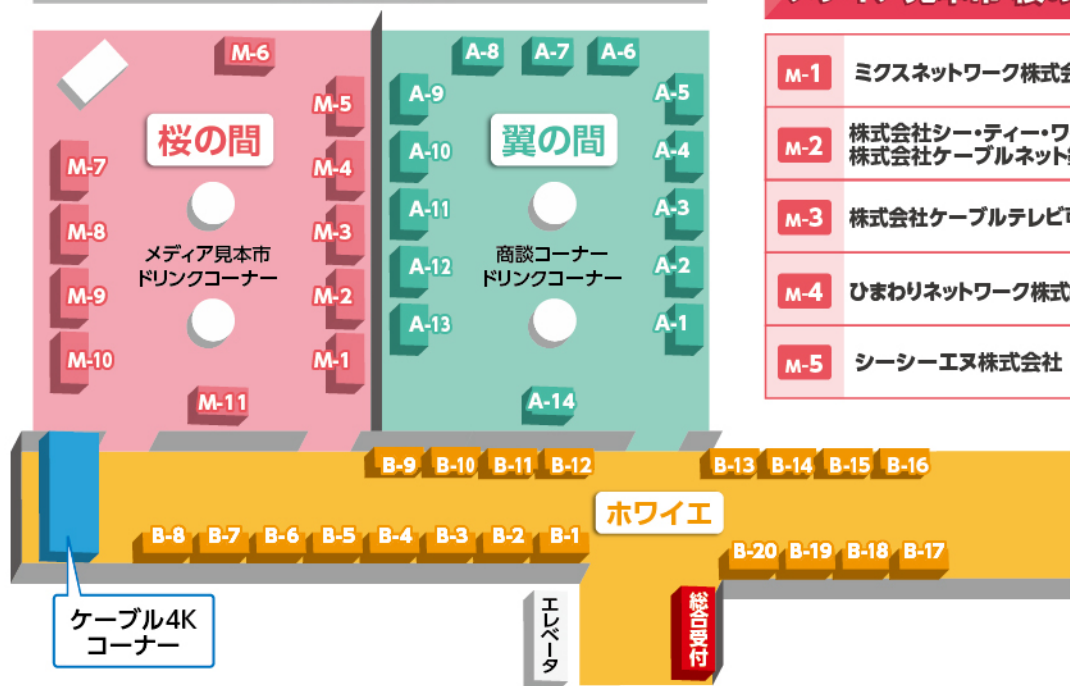 M-6
A-8 A-7 A-6
M-5
A-9
A-5
桜の間
翼の間
M-7
M-4
A-10
A-4
M-8
M-3
A-11
A-3
メディア見本市
ドリンクコーナー
商談コーナー
ドリンクコーナー
M-9
M-2
A-12
A-2
M-10
M-1
A-13
A-1
M-11
A-14
B-9 B-10 B-11 B-12
B-13 B-14 B-15 B-16
ホワイエ
B-8 B-7 B-6 B-5 B-4 B-3 B-2 B-1
B-20 B-19 B-18 B-17
ケーブル4K
コーナー
エレベータ
総合受付
M-1 ミクスネットワーク株式会
M-2 株式会社シー・ティー・ワ
株式会社ケーブルネット
M-3 株式会社ケーブルテレビ
M-4 ひまわりネットワーク株式
M-5 シーシーエヌ株式会社